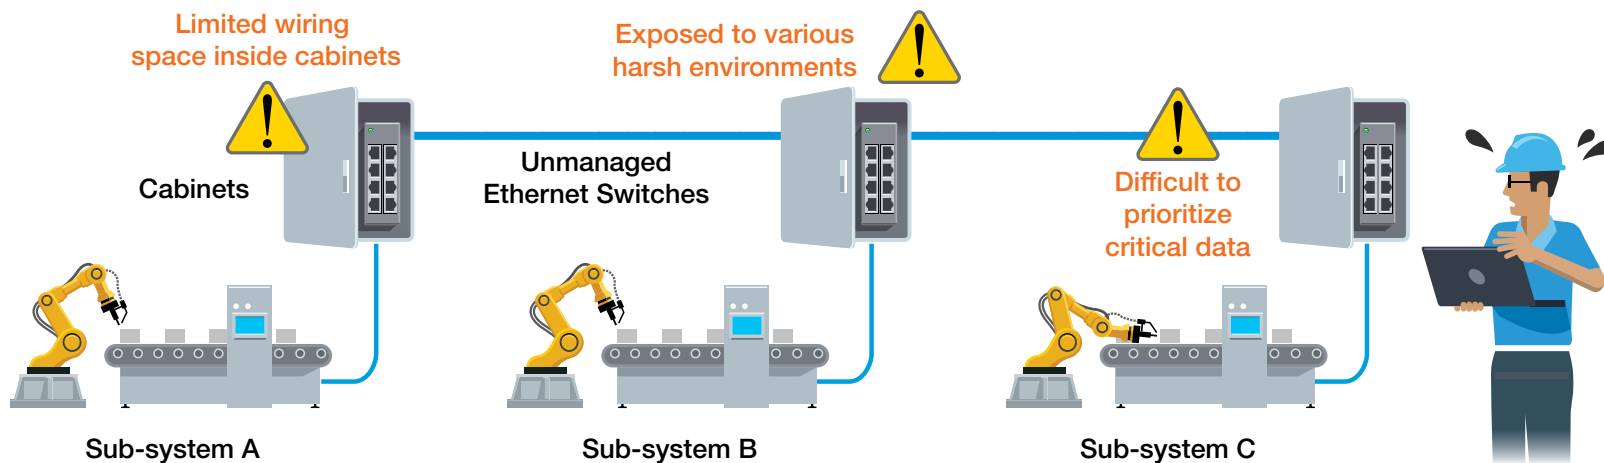 Limited wiring
space inside cabinets
Exposed to various
harsh environments
Cabinets
Unmanaged
Ethernet Switches
Difficult to
prioritize
critical data
Sub-system A
Sub-system B
Sub-system C